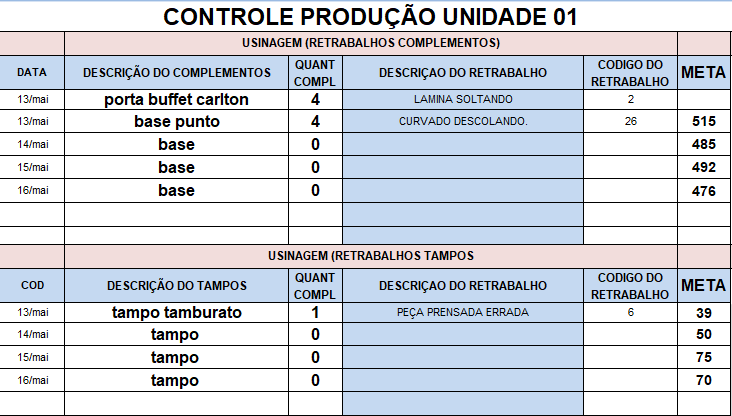 CONTROLE PRODUÇÃO UNIDADE 01
USINAGEM (RETRABALHOS COMPLEMENTOS)
DATA DESCRIÇÃO DO COMPLEMENTOS QUANT COMPL DESCRIÇAO DO RETRABALHO CODIGO DO RETRABALHO META
13/mai porta buffet carlton 4 LAMINA SOLTANDO 2
13/mai base punto 4 CURVADO DESCOLANDO. 26 515
14/mai base 0 485
15/mai base 0 492
16/mai base 0 476
USINAGEM (RETRABALHOS TAMPOS
COD DESCRIÇÃO DO TAMPOS QUANT COMPL DESCRIÇAO DO RETRABALHO CODIGO DO RETRABALHO META
13/mai tampo tamburato 1 PEÇA PRENSADA ERRADA 6 39
14/mai tampo 0 50
15/mai tampo 0 75
16/mai tampo 0 70